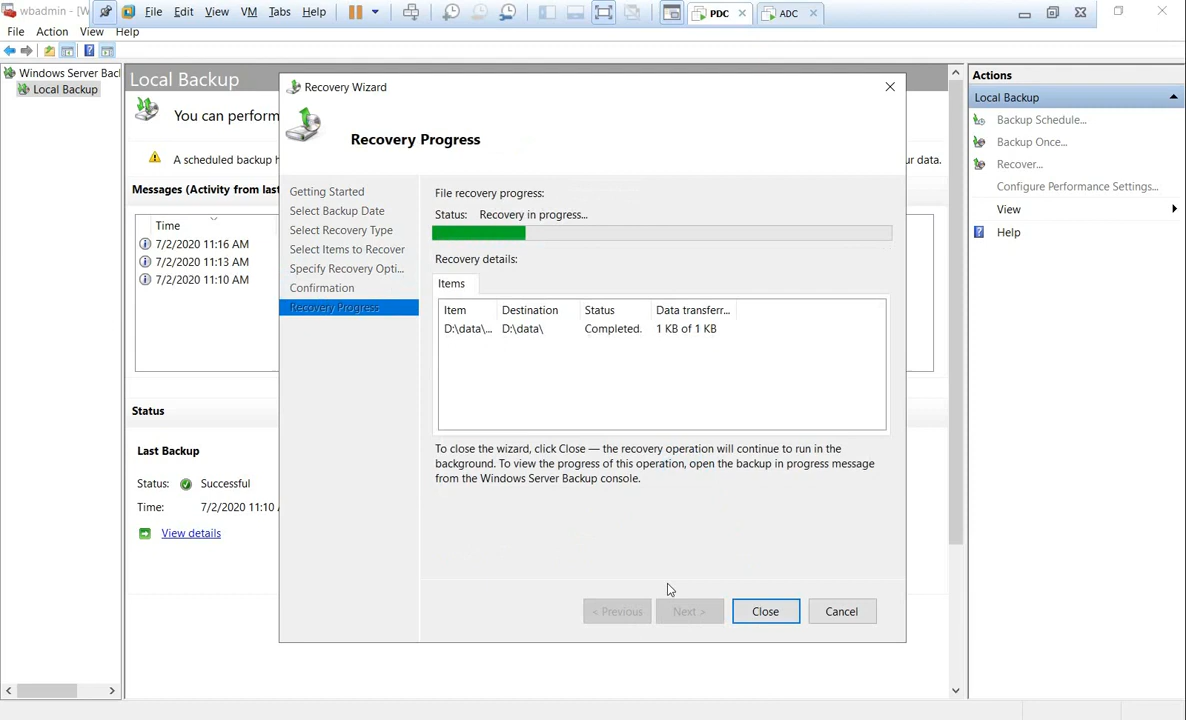 wbadmin - [W
File Edit View VM Tabs Help
PDC
ADC
File Action View Help
Windows Server Bac
Local Backup
Local Backup
You can perform
A scheduled backup h
ur data.
Messages (Activity from last
Time
7/2/2020 11:16 AM
7/2/2020 11:13 AM
7/2/2020 11:10 AM
Status
Last Backup
Status: Successful
Time: 7/2/2020 11:10
View details
Recovery Wizard
Recovery Progress
Getting Started
Select Backup Date
Select Recovery Type
Select Items to Recover
Specify Recovery Opti...
Confirmation
Recovery Progress
File recovery progress:
Status: Recovery in progress...
Recovery details:
Items
Item Destination Status Data transferr...
D:\data\... D:\data\ Completed. 1 KB of 1 KB
To close the wizard, click Close — the recovery operation will continue to run in the
background. To view the progress of this operation, open the backup in progress message
from the Windows Server Backup console.
< Previous Next > Close Cancel
Actions
Local Backup
Backup Schedule...
Backup Once...
Recover...
Configure Performance Settings...
View
Help